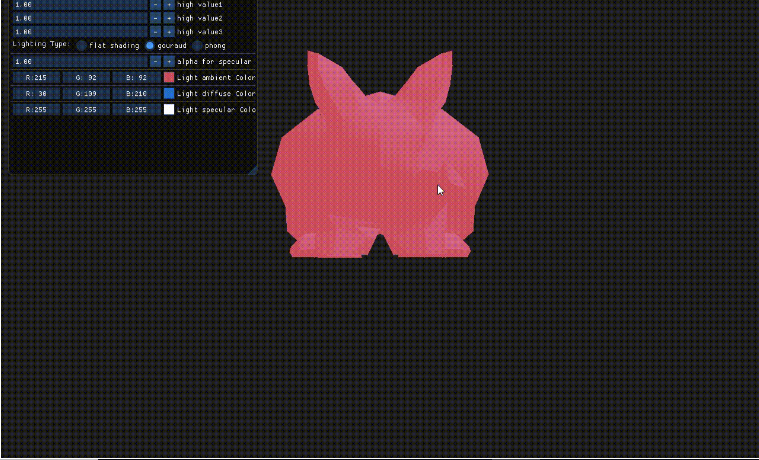 1.00 - + high value1
1.00 - + high value2
1.00 - + high value3
Lighting Type: flat shading gouraud phong
1.00 - + alpha for specular
R:215 G: 92 B: 92 Light ambient Color
R: 30 G:109 B:210 Light diffuse Color
R:255 G:255 B:255 Light specular Colo